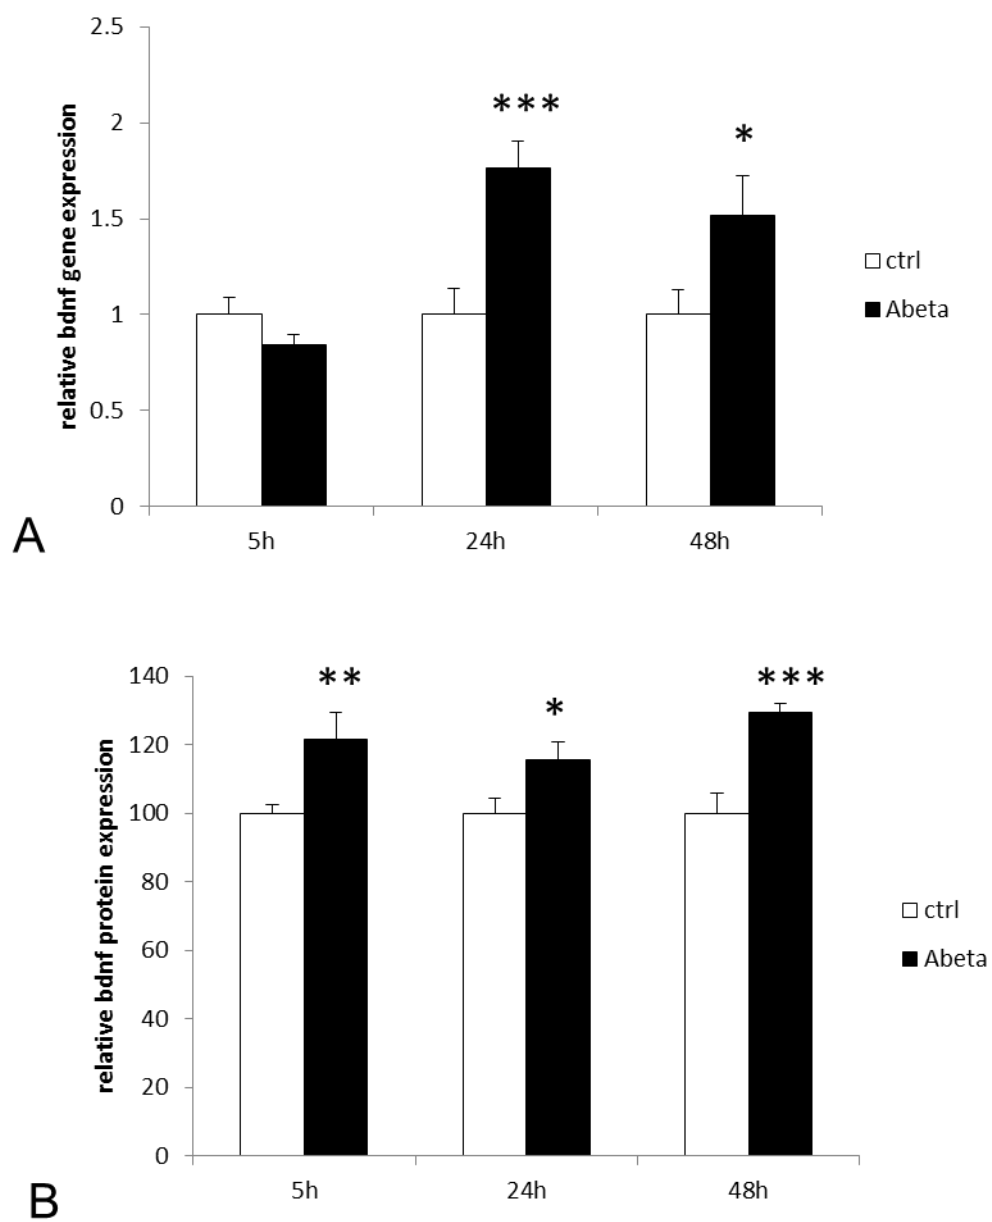 2.5
***
2
*
relative bdnf gene expression
1.5
ctrl
1
Abeta
0.5
0
A
5h 24h 48h
140
** * ***
120
relative bdnf protein expression
100
80
ctrl
60
Abeta
40
20
0
5h 24h 48h
B